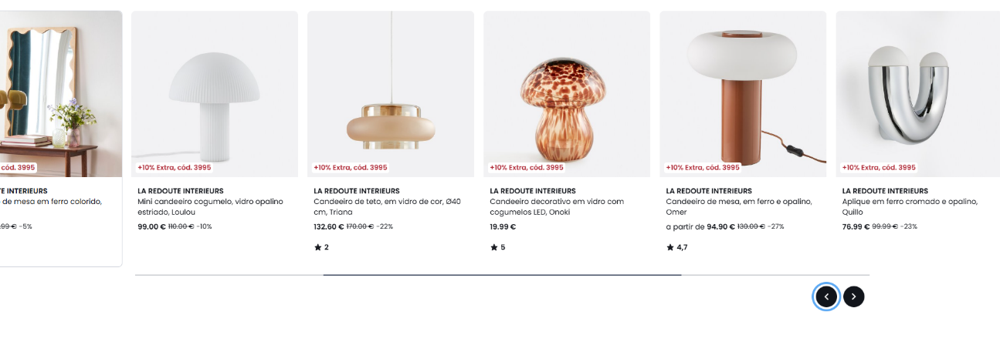 cód. 3995
E INTERIEURS
de mesa em ferro colorido,
.99 € -5%
+10% Extra, cód. 3995
LA REDOUTE INTERIEURS
Mini candeeiro cogumelo, vidro opalino
estriado, Loulou
99.00 € 110.00 € -10%
+10% Extra, cód. 3995
LA REDOUTE INTERIEURS
Candeeiro de teto, em vidro de cor, Ø40
cm, Triana
132.60 € 170.00 € -22%
★ 2
+10% Extra, cód. 3995
LA REDOUTE INTERIEURS
Candeeiro decorativo em vidro com
cogumelos LED, Onoki
19.99 €
★ 5
+10% Extra, cód. 3995
LA REDOUTE INTERIEURS
Candeeiro de mesa, em ferro e opalino,
Omer
a partir de 94.90 € 130.00 € -27%
★ 4,7
+10% Extra, cód. 3995
LA REDOUTE INTERIEURS
Aplique em ferro cromado e opalino,
Quillo
76.99 € 99.99 € -23%